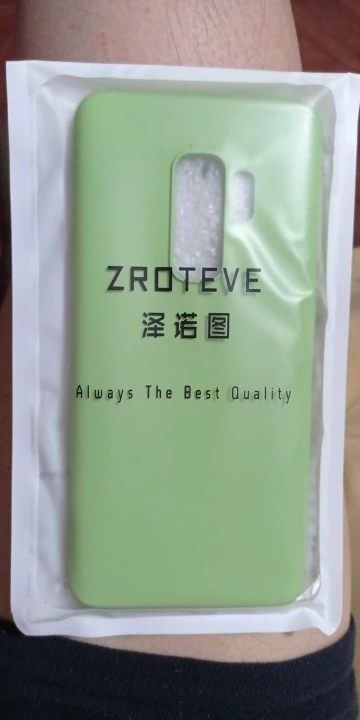 ZROTEVE
泽诺图
Always The Best Quality